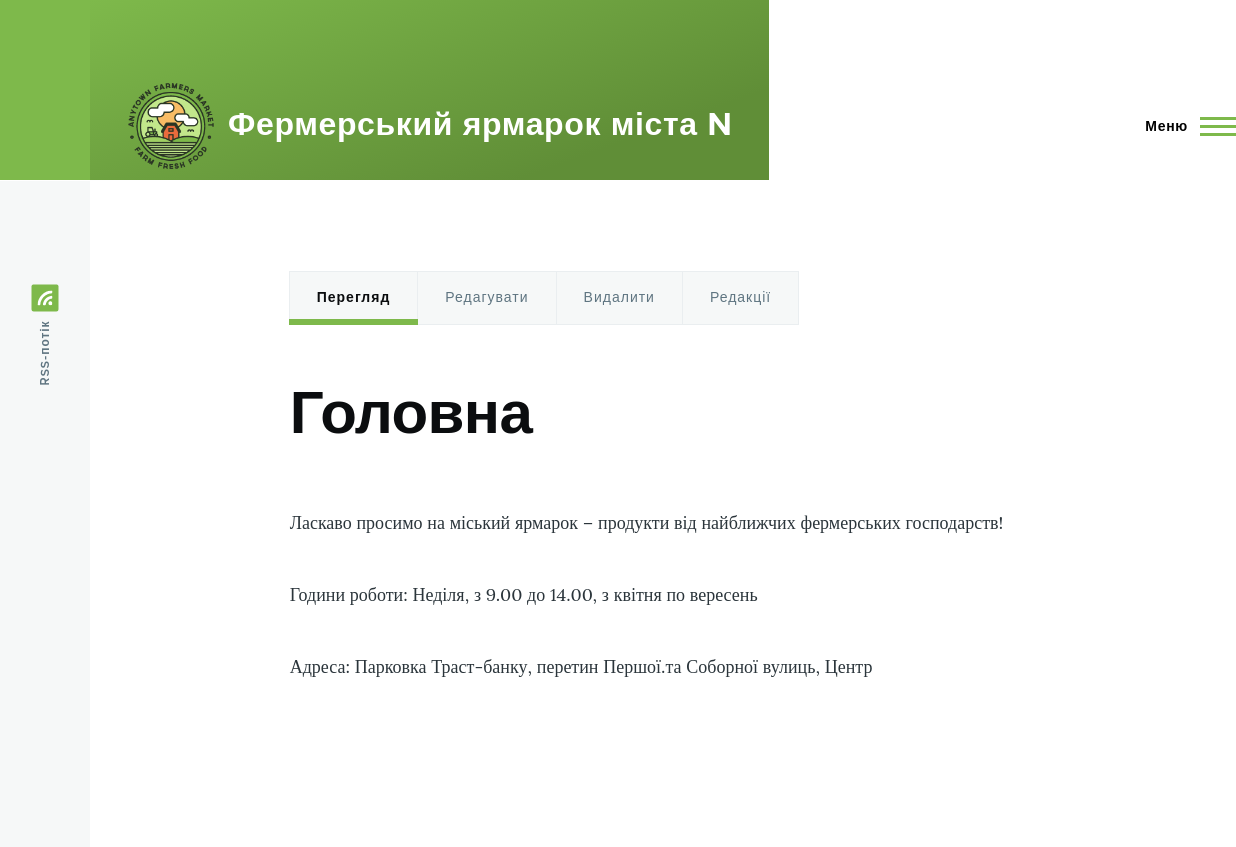 ANYTOWN FARMERS MARKET
FARM FRESH FOOD
Фермерський ярмарок міста N
Меню
RSS-потік
Перегляд Редагувати Видалити Редакції
Головна
Ласкаво просимо на міський ярмарок – продукти від найближчих фермерських господарств!
Години роботи: Неділя, з 9.00 до 14.00, з квітня по вересень
Адреса: Парковка Траст-банку, перетин Першої.та Соборної вулиць, Центр